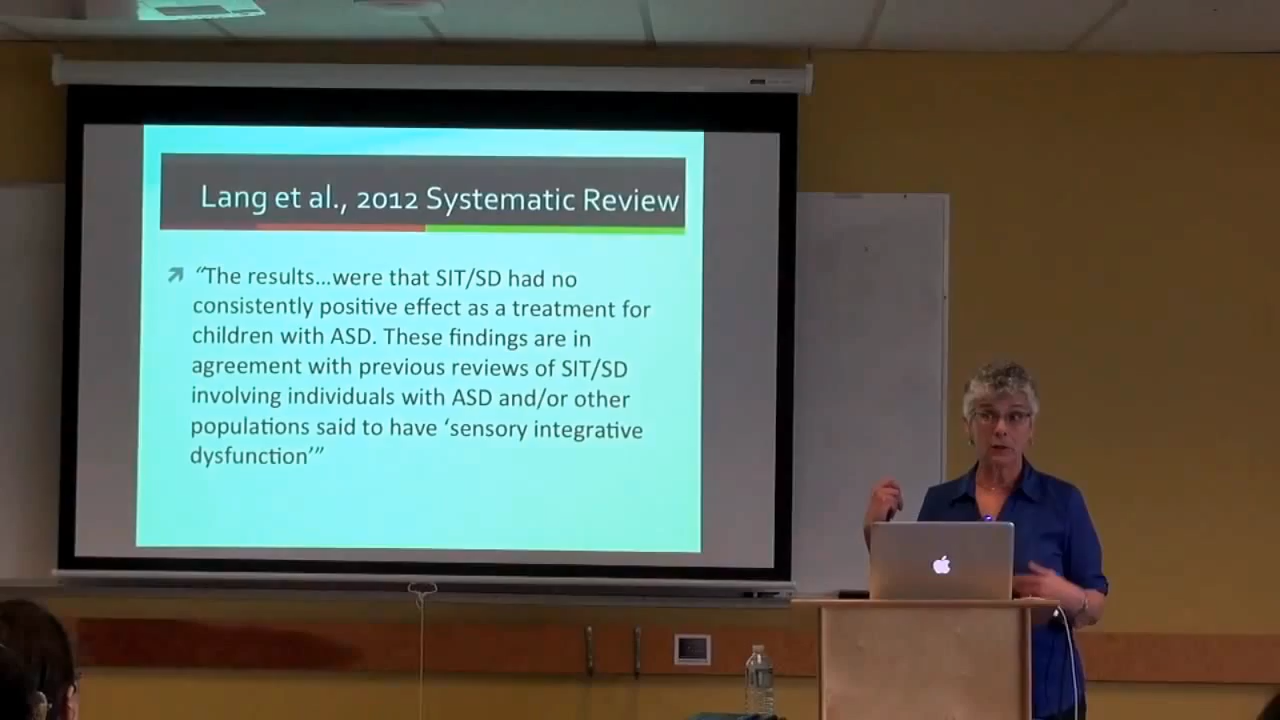 Lang et al., 2012 Systematic Review
“The results…were that SIT/SD had no
consistently positive effect as a treatment for
children with ASD. These findings are in
agreement with previous reviews of SIT/SD
involving individuals with ASD and/or other
populations said to have ‘sensory integrative
dysfunction’”